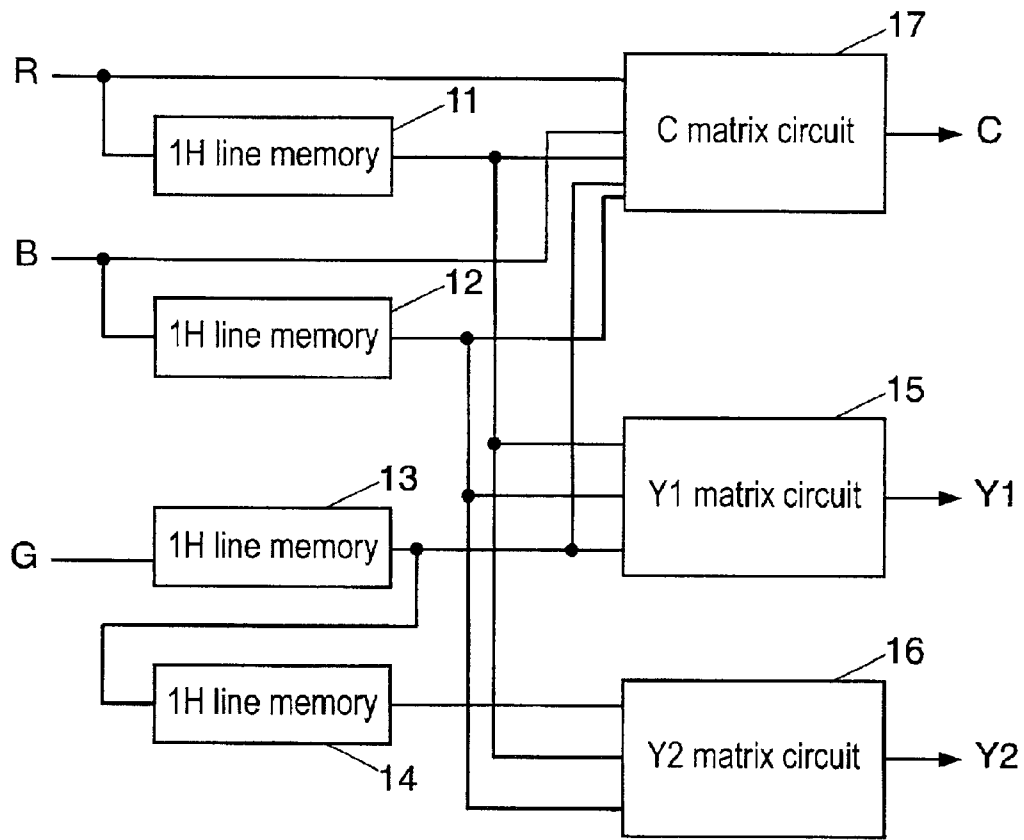 17
R
11
C matrix circuit
C
1H line memory
B
12
1H line memory
15
13
Y1 matrix circuit
Y1
G
1H line memory
16
1H line memory
Y2 matrix circuit
Y2
14